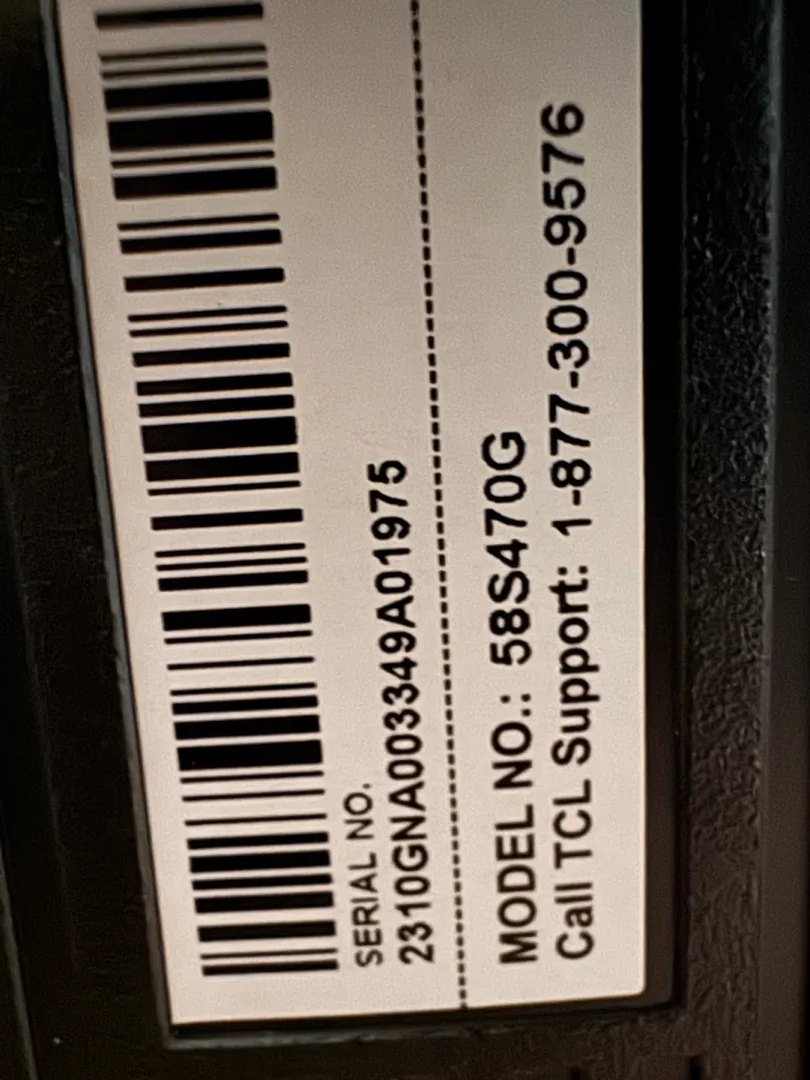 SERIAL NO.
2310GNA003349A01975
MODEL NO.: 58S470G
Call TCL Support: 1-877-300-9576